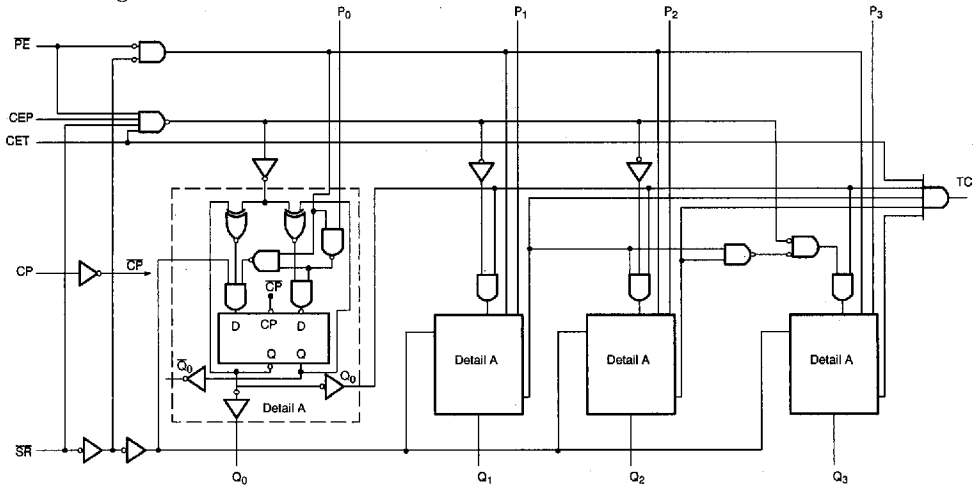 P0
P1
P2
P3
PE
CEP
CET
TC
CP
CP
CP
D
CP
D
Q
Q
Q0
Q0
Detail A
Detail A
Detail A
Detail A
SR
Q0
Q1
Q2
Q3